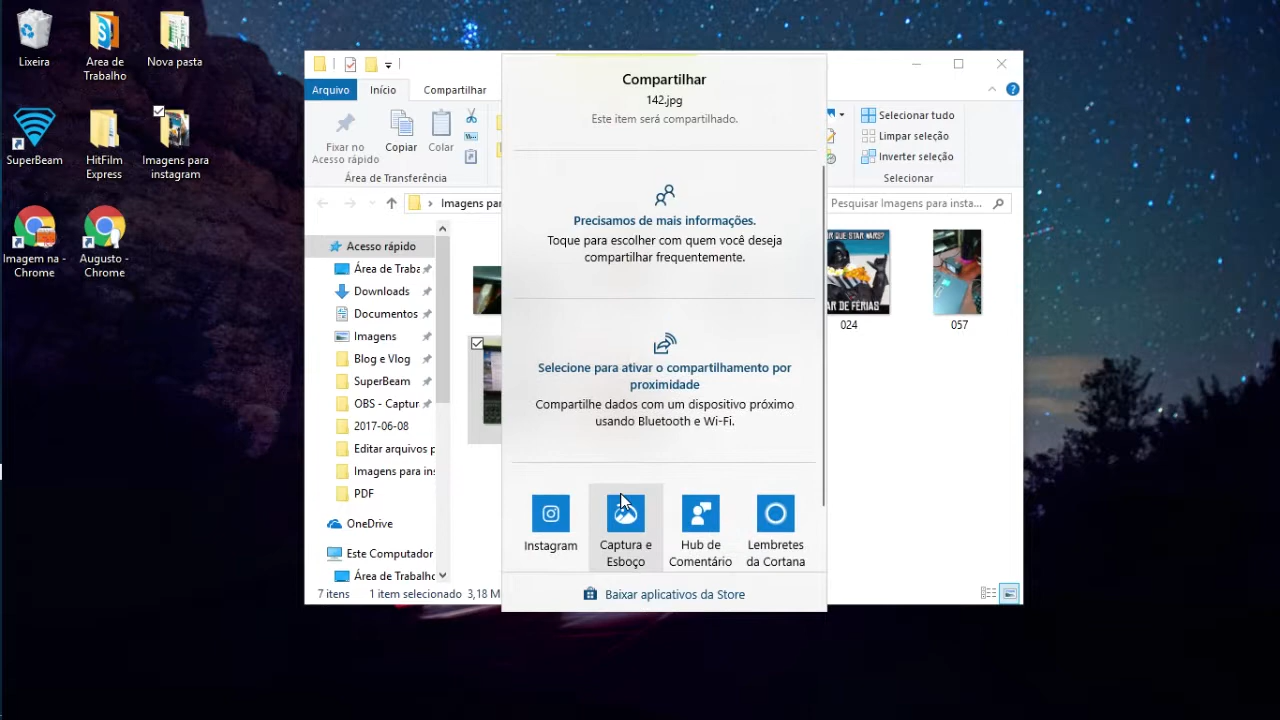 Lixeira
Area de
Trabalho
Nova pasta
SuperBeam
HitFilm
Express
Imagens para
instagram
Imagem na -
Chrome
Augusto -
Chrome
Arquivo
Início
Compartilhar
Fixar no
Acesso rápido
Copiar
Colar
Área de Transferência
Selecionar tudo
Limpar seleção
Inverter seleção
Selecionar
Imagens par
Pesquisar Imagens para insta...
Acesso rápido
Área de Traba
Downloads
Documentos
Imagens
Blog e Vlog
SuperBeam
OBS - Captur
2017-06-08
Editar arquivos p
Imagens para ins
PDF
OneDrive
Este Computador
Área de Trabalho
7 itens
1 item selecionado
3,18 M
AR DE FÉRIAS
024
057
Compartilhar
142.jpg
Este item será compartilhado.
Precisamos de mais informações.
Toque para escolher com quem você deseja
compartilhar frequentemente.
Selecione para ativar o compartilhamento por
proximidade
Compartilhe dados com um dispositivo próximo
usando Bluetooth e Wi-Fi.
Instagram
Captura e
Esboço
Hub de
Comentário
Lembretes
da Cortana
Baixar aplicativos da Store